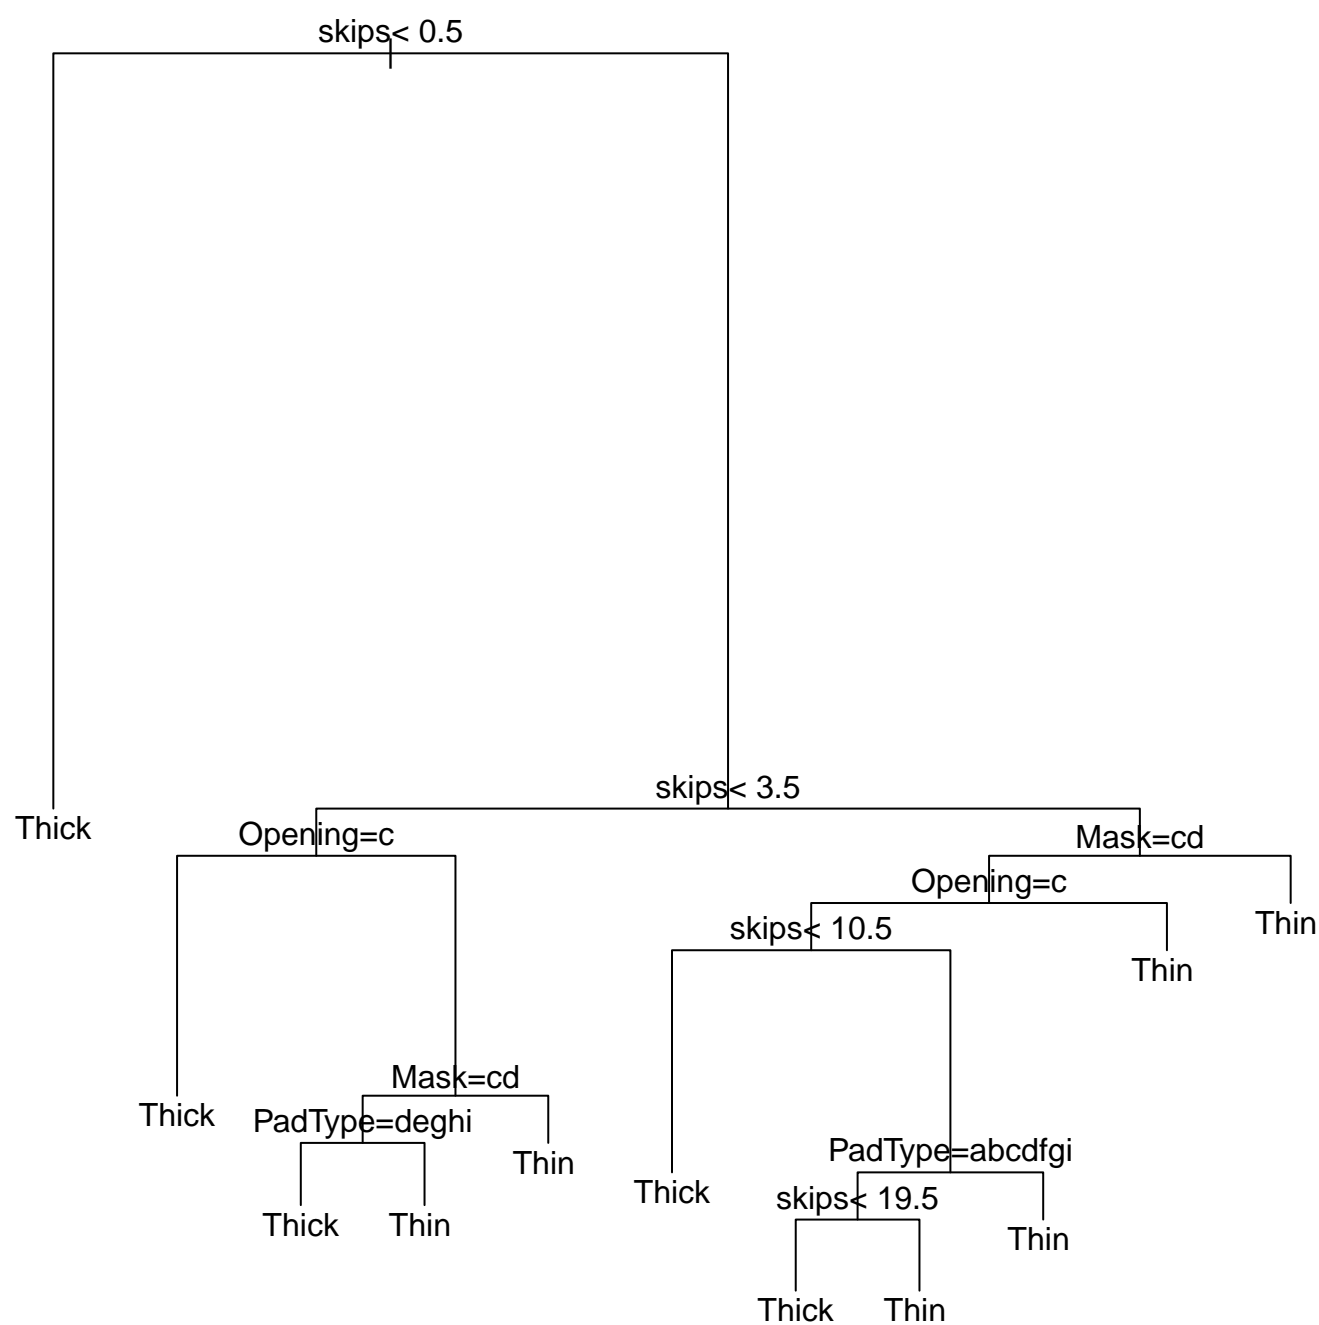 skips< 0.5
skips< 3.5
Thick
Opening=c
Mask=cd
Opening=c
Thin
skips< 10.5
Thin
Mask=cd
Thick
PadType=deghi
PadType=abcdfgi
Thin
Thick
skips< 19.5
Thick
Thin
Thin
Thick
Thin